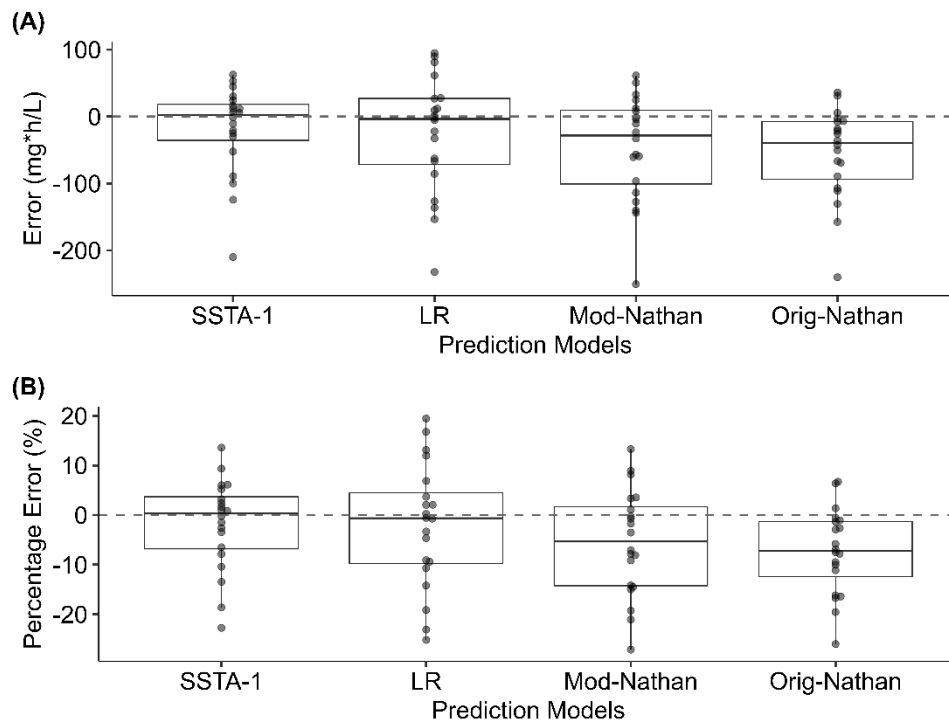 (A)
Error (mg*h/L)
100
0
-100
-200
SSTA-1 LR Mod-Nathan Orig-Nathan
Prediction Models
(B)
Percentage Error (%)
20
10
0
-10
-20
SSTA-1 LR Mod-Nathan Orig-Nathan
Prediction Models